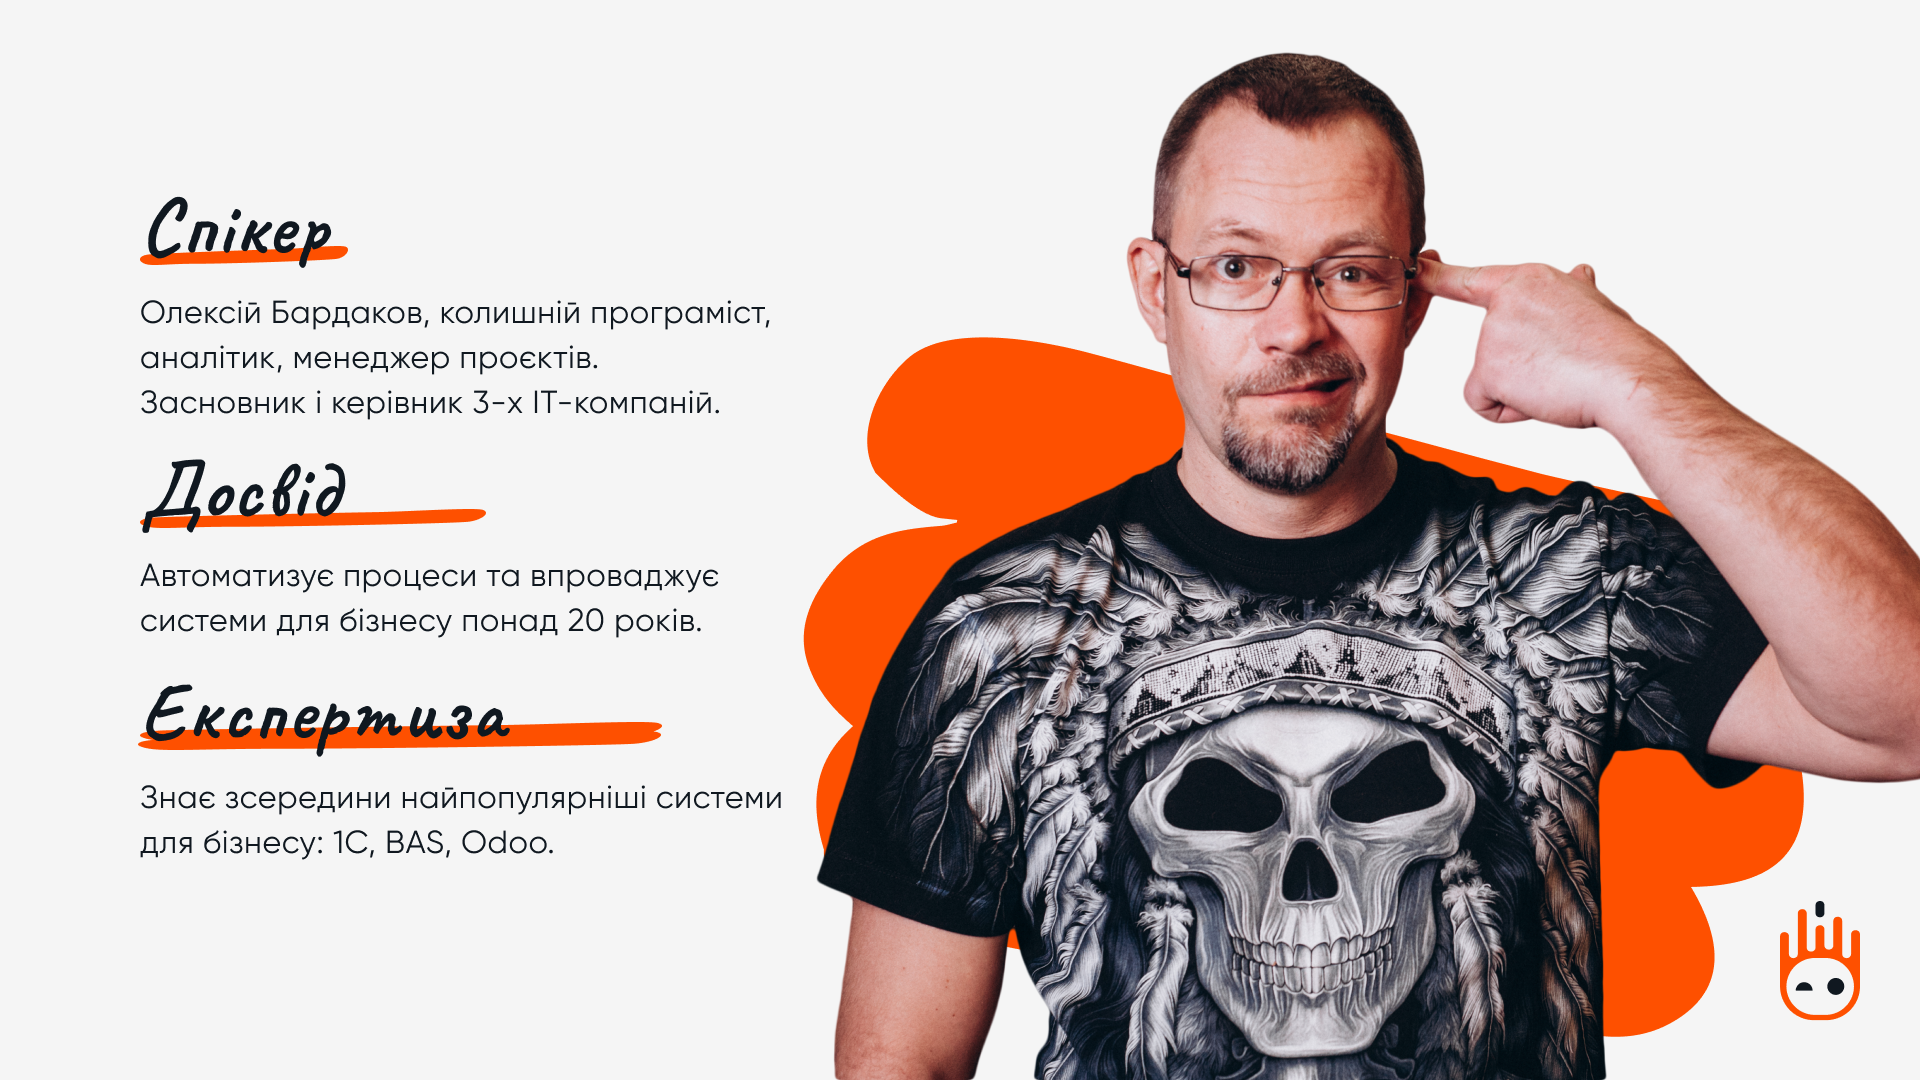 Спікер
Олексій Бардаков, колишній програміст,
аналітик, менеджер проєктів.
Засновник і керівник 3-х ІТ-компаній.
Досвід
Автоматизує процеси та впроваджує
системи для бізнесу понад 20 років.
Експертиза
Знає зсередини найпопулярніші системи
для бізнесу: 1С, BAS, Odoo.